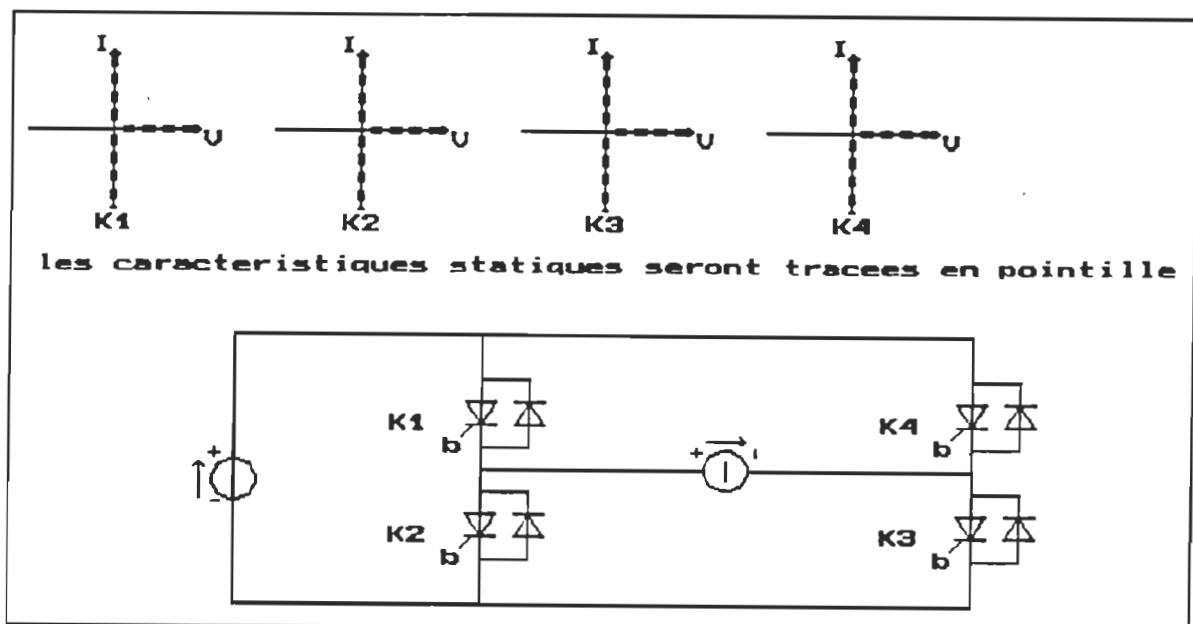 I I I I
U U U U
K1 K2 K3 K4
les caracteristiques statiques seront tracees en pointille
K1 K4
b b
+ + I
-
K2 K3
b b